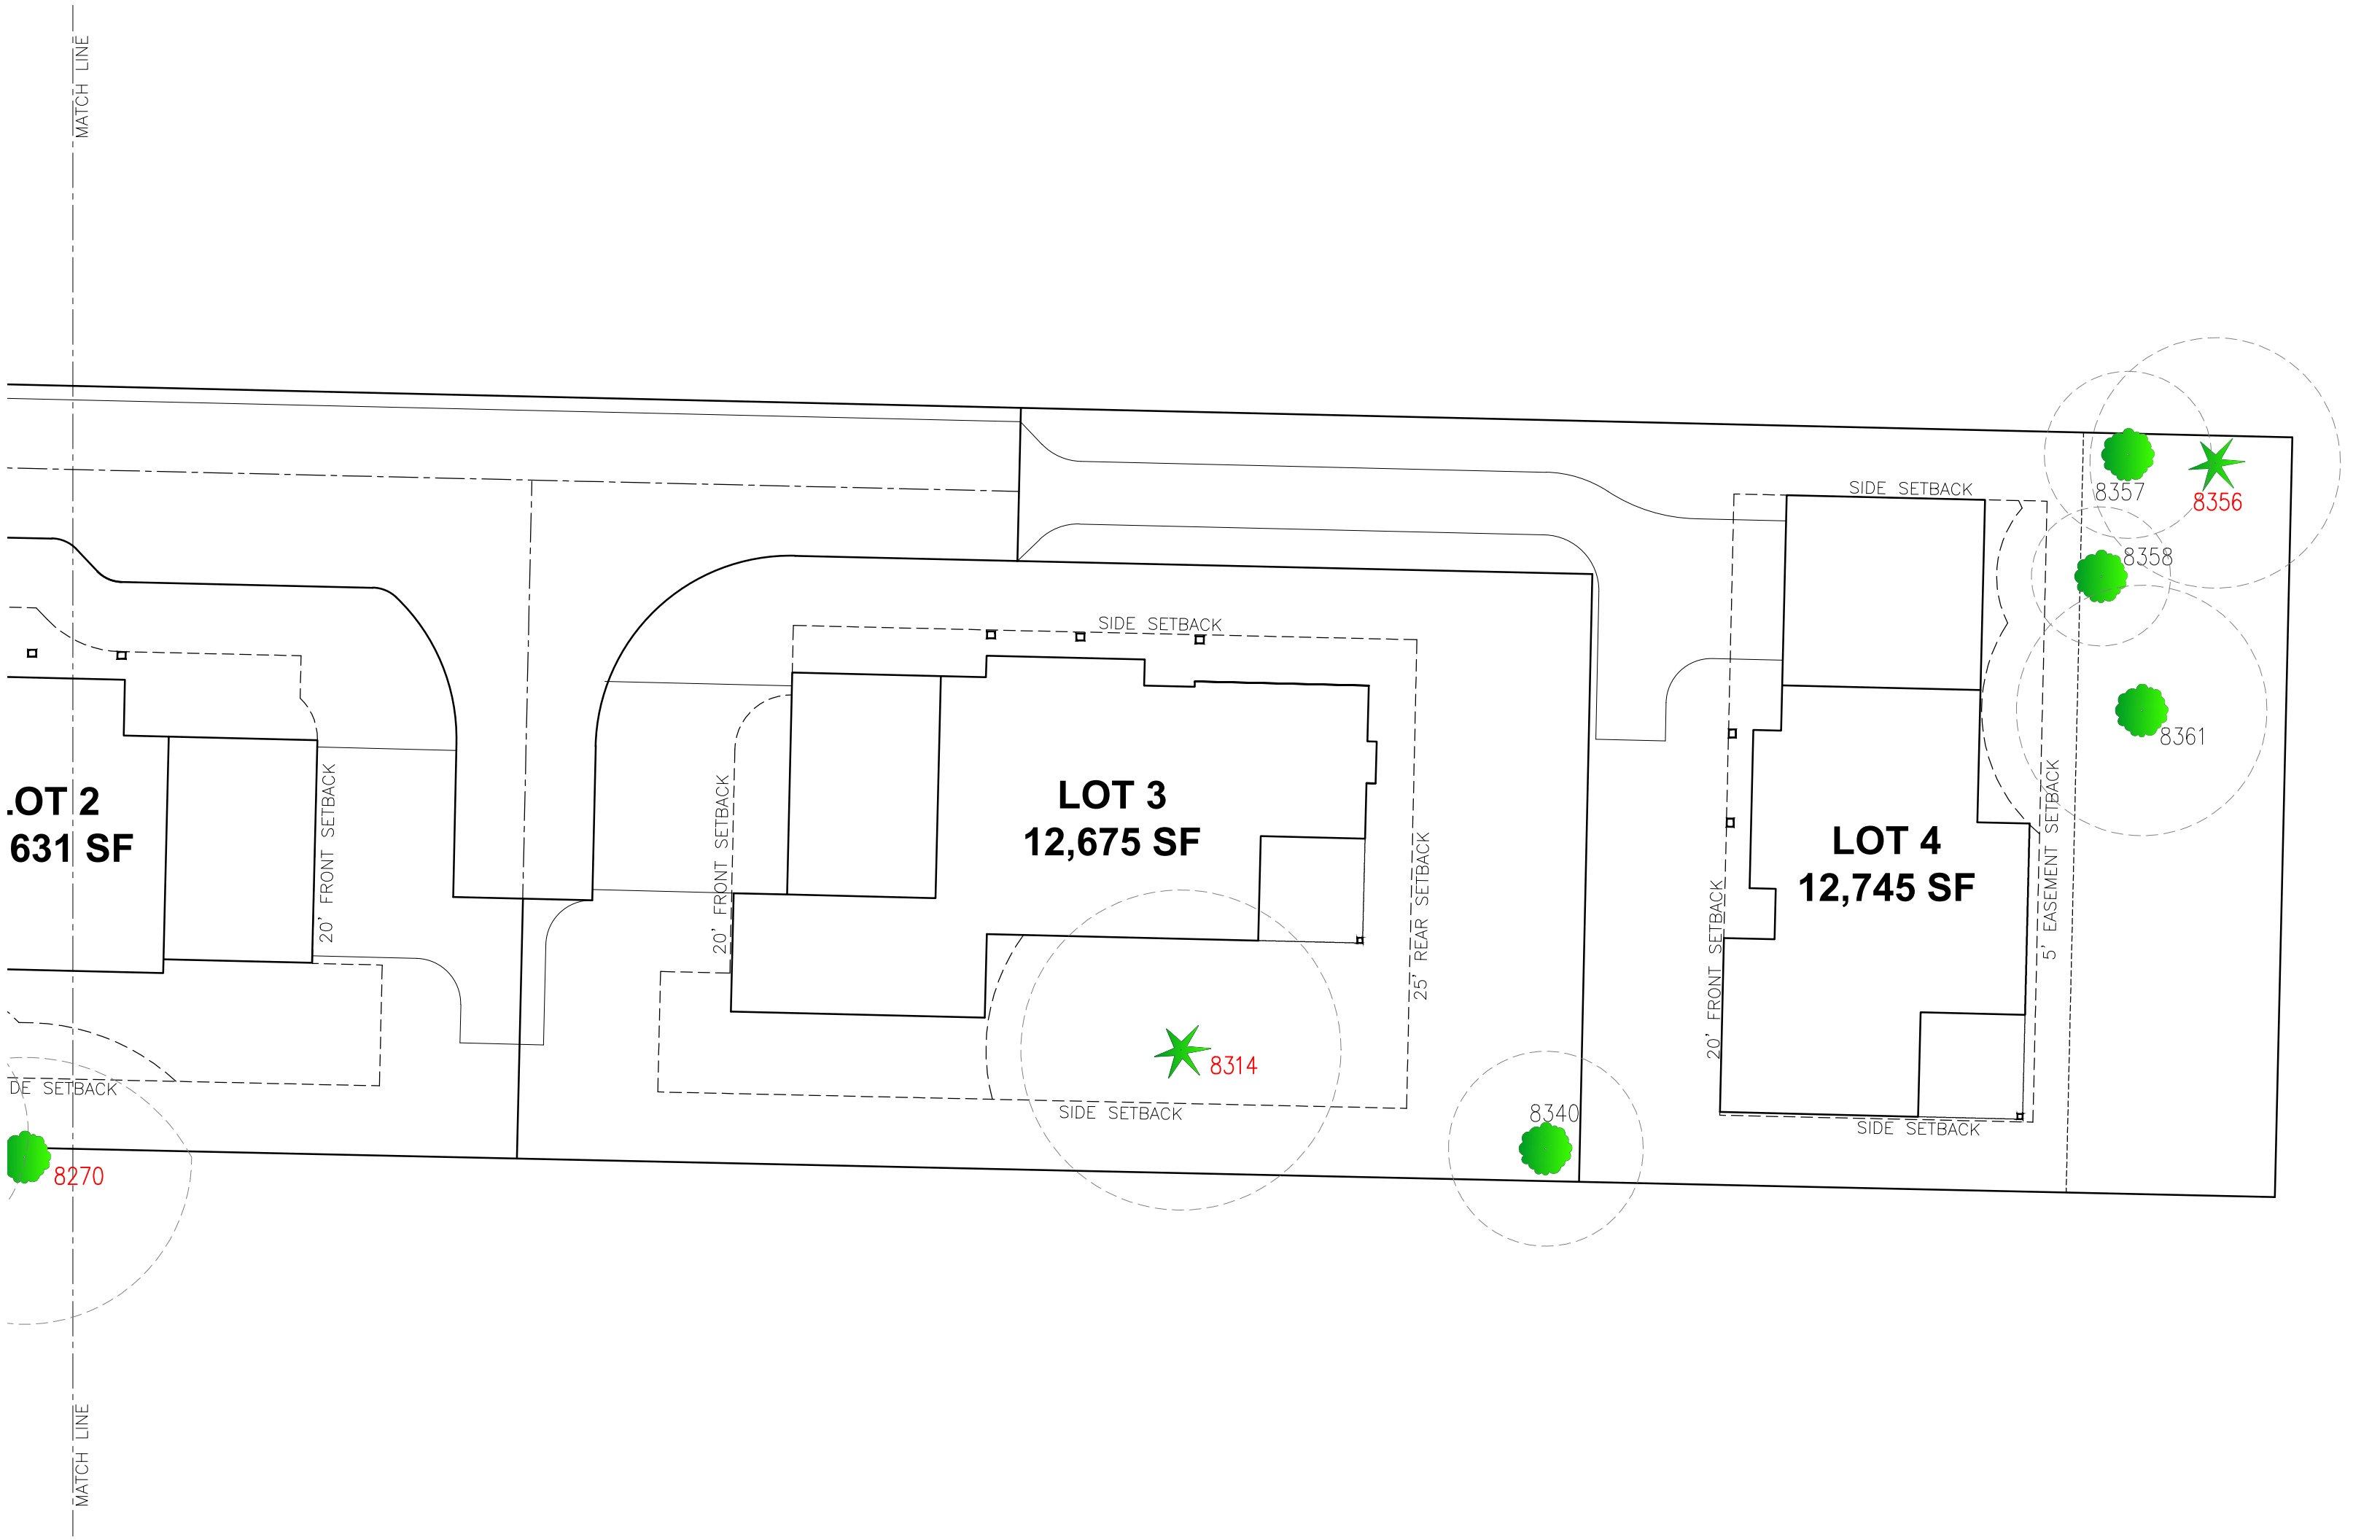 MATCH LINE
SIDE SETBACK
8357
8356
8358
SIDE SETBACK
8361
.OT 2
631 SF
20' FRONT SETBACK
20' FRONT SETBACK
LOT 3
12,675 SF
25' REAR SETBACK
LOT 4
12,745 SF
20' FRONT SETBACK
5' EASEMENT SETBACK
8314
DE SETBACK
SIDE SETBACK
8340
SIDE SETBACK
8270
MATCH LINE